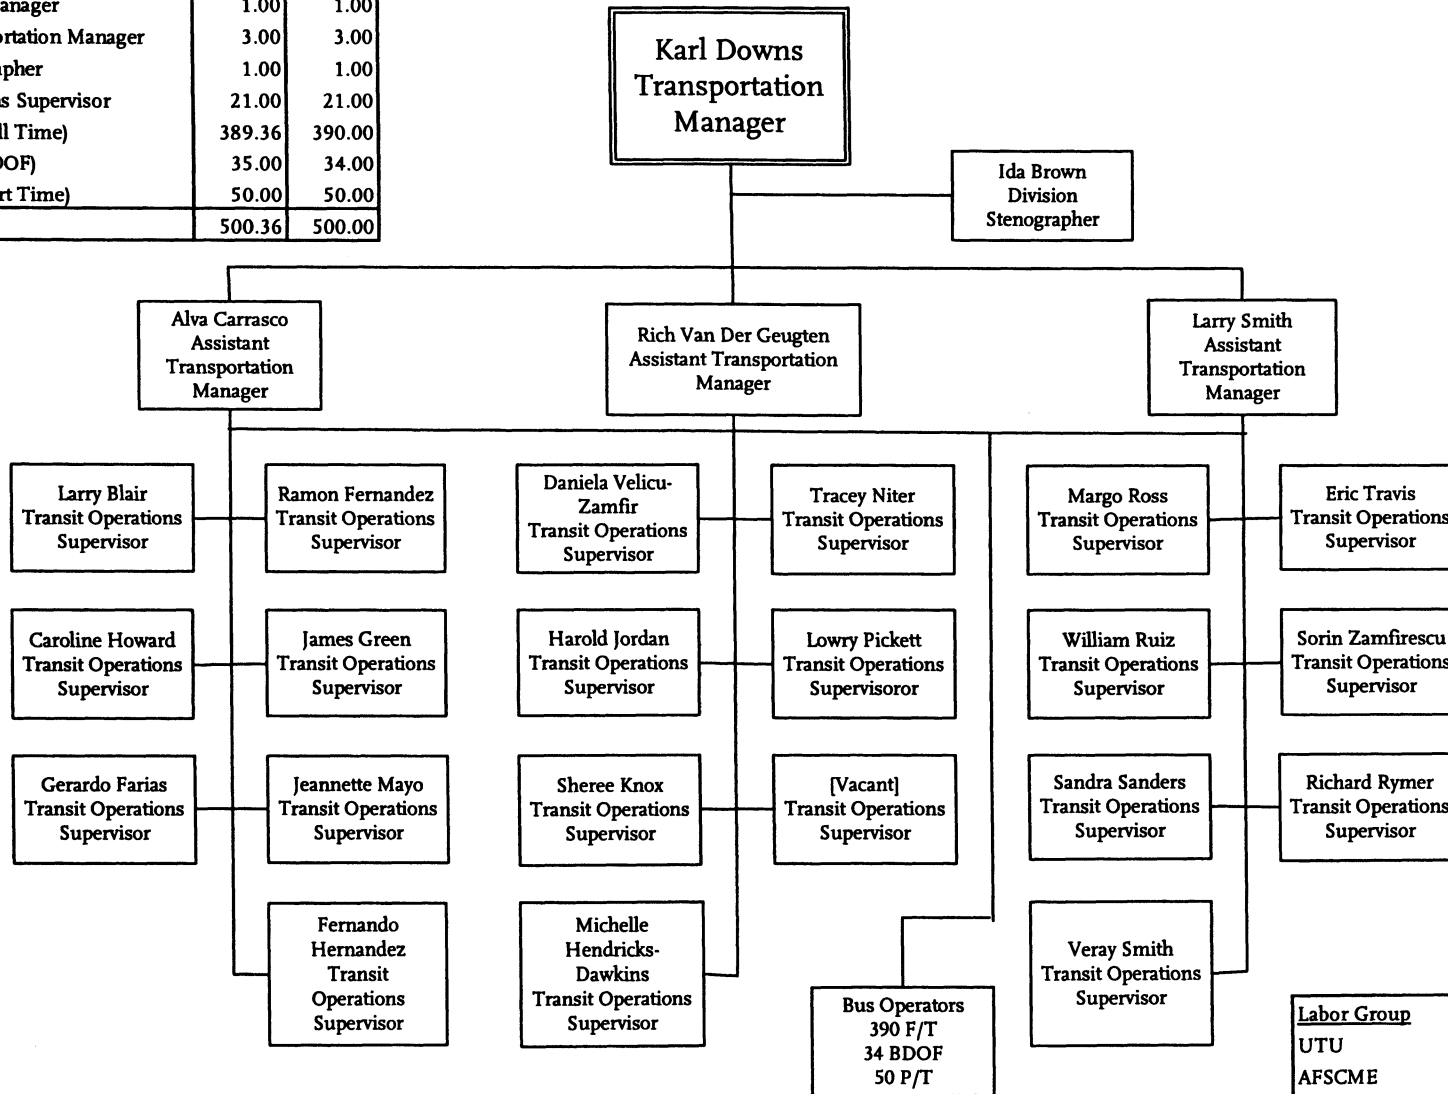 anager 1.00 1.00
ortation Manager 3.00 3.00
apher 1.00 1.00
s Supervisor 21.00 21.00
ll Time) 389.36 390.00
OF) 35.00 34.00
rt Time) 50.00 50.00
500.36 500.00
Karl Downs
Transportation
Manager
Ida Brown
Division
Stenographer
Alva Carrasco
Assistant
Transportation
Manager
Rich Van Der Geugten
Assistant Transportation
Manager
Larry Smith
Assistant
Transportation
Manager
Larry Blair
Transit Operations
Supervisor
Ramon Fernandez
Transit Operations
Supervisor
Daniela Velicu-
Zamfir
Transit Operations
Supervisor
Tracey Niter
Transit Operations
Supervisor
Margo Ross
Transit Operations
Supervisor
Eric Travis
Transit Operations
Supervisor
Caroline Howard
Transit Operations
Supervisor
James Green
Transit Operations
Supervisor
Harold Jordan
Transit Operations
Supervisor
Lowry Pickett
Transit Operations
Supervisoror
William Ruiz
Transit Operations
Supervisor
Sorin Zamfirescu
Transit Operations
Supervisor
Gerardo Farias
Transit Operations
Supervisor
Jeannette Mayo
Transit Operations
Supervisor
Sheree Knox
Transit Operations
Supervisor
[Vacant]
Transit Operations
Supervisor
Sandra Sanders
Transit Operations
Supervisor
Richard Rymer
Transit Operations
Supervisor
Fernando
Hernandez
Transit
Operations
Supervisor
Michelle
Hendricks-
Dawkins
Transit Operations
Supervisor
Bus Operators
390 F/T
34 BDOF
50 P/T
Veray Smith
Transit Operations
Supervisor
Labor Group
UTU
AFSCME